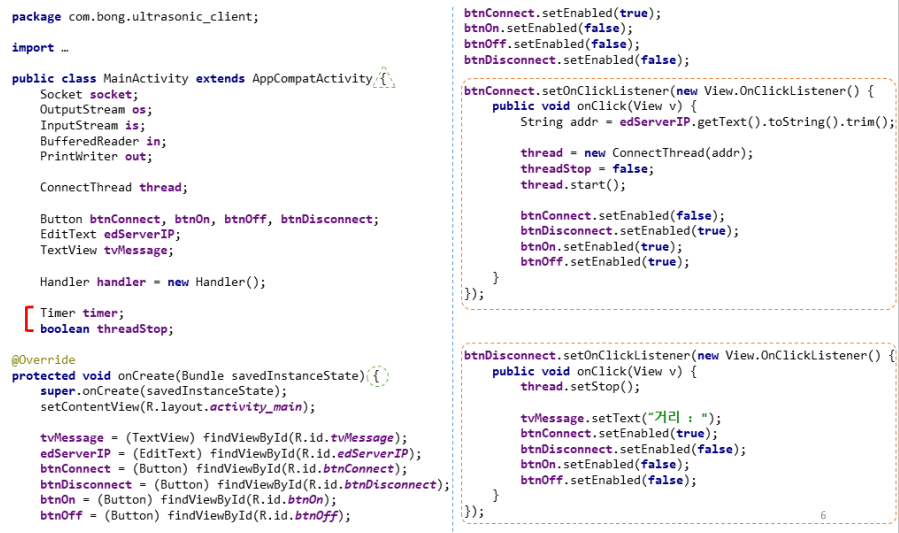 package com.bong.ultrasonic_client;
import …
public class MainActivity extends AppCompatActivity {
Socket socket;
OutputStream os;
InputStream is;
BufferedReader in;
PrintWriter out;
ConnectThread thread;
Button btnConnect, btnOn, btnOff, btnDisconnect;
EditText edServerIP;
TextView tvMessage;
Handler handler = new Handler();
Timer timer;
boolean threadStop;
@Override
protected void onCreate(Bundle savedInstanceState) {
super.onCreate(savedInstanceState);
setContentView(R.layout.activity_main);
tvMessage = (TextView) findViewById(R.id.tvMessage);
edServerIP = (EditText) findViewById(R.id.edServerIP);
btnConnect = (Button) findViewById(R.id.btnConnect);
btnDisconnect = (Button) findViewById(R.id.btnDisconnect);
btnOn = (Button) findViewById(R.id.btnOn);
btnOff = (Button) findViewById(R.id.btnOff);
btnConnect.setEnabled(true);
btnOn.setEnabled(false);
btnOff.setEnabled(false);
btnDisconnect.setEnabled(false);
btnConnect.setOnClickListener(new View.OnClickListener() {
public void onClick(View v) {
String addr = edServerIP.getText().toString().trim();
thread = new ConnectThread(addr);
threadStop = false;
thread.start();
btnConnect.setEnabled(false);
btnDisconnect.setEnabled(true);
btnOn.setEnabled(true);
btnOff.setEnabled(true);
}
});
btnDisconnect.setOnClickListener(new View.OnClickListener() {
public void onClick(View v) {
thread.setStop();
tvMessage.setText(“거리 : ");
btnConnect.setEnabled(true);
btnDisconnect.setEnabled(false);
btnOn.setEnabled(false);
btnOff.setEnabled(false);
}
});
6